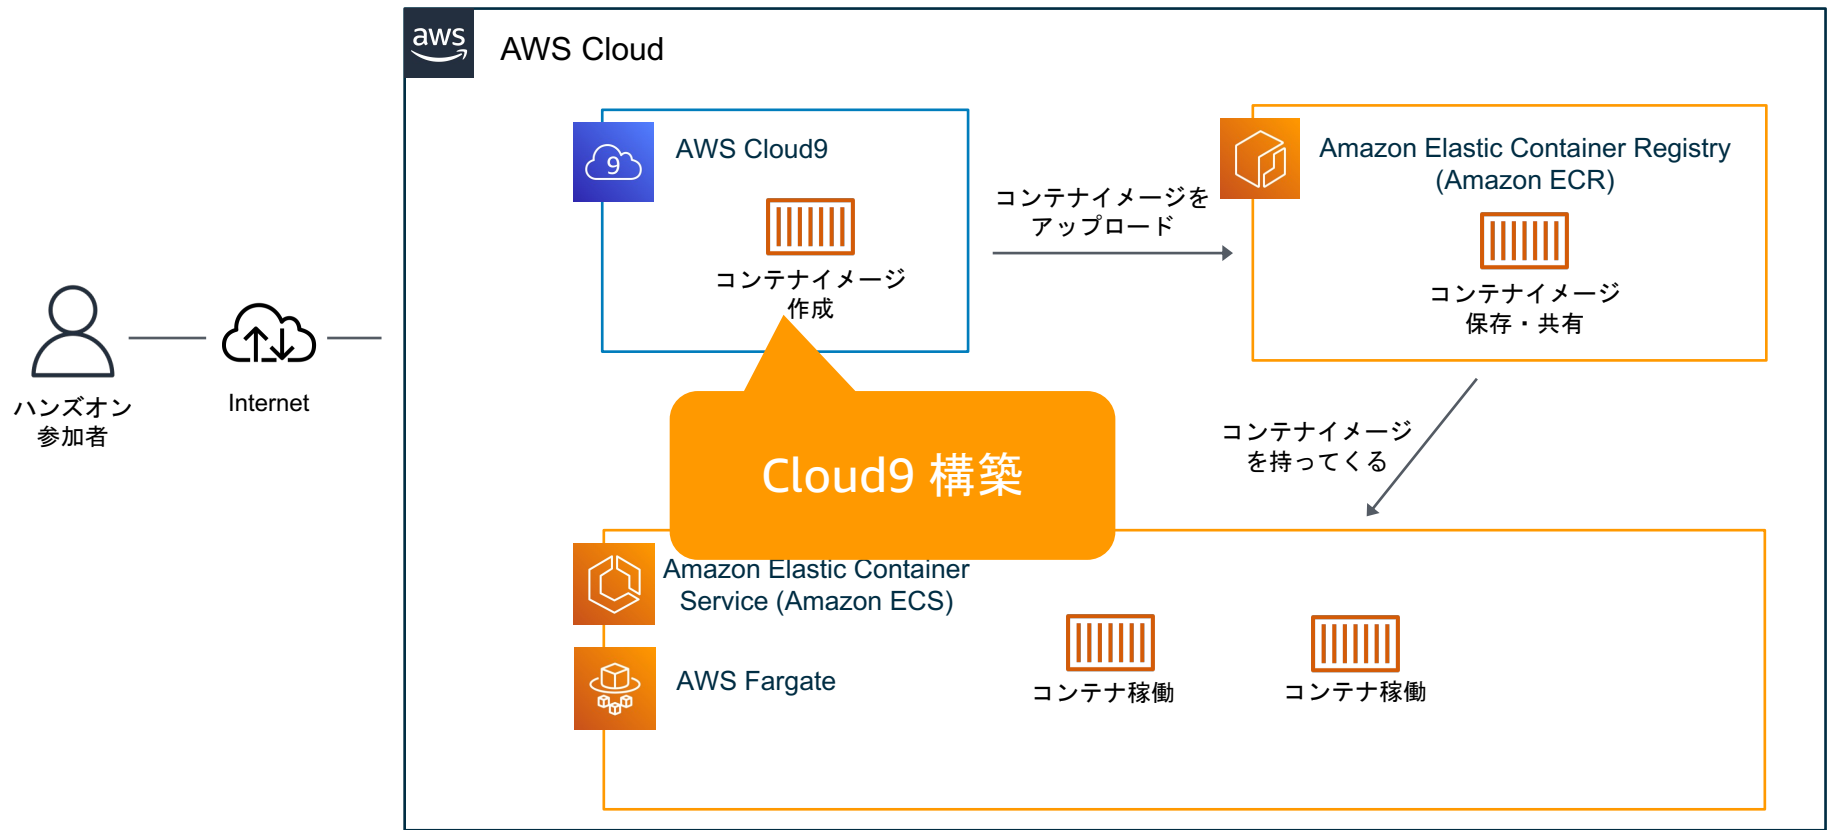 aws
AWS Cloud
AWS Cloud9
9
コンテナイメージ
作成
コンテナイメージを
アップロード
Amazon Elastic Container Registry
(Amazon ECR)
コンテナイメージ
保存・共有
ハンズオン
参加者
Internet
Cloud9 構築
コンテナイメージ
を持ってくる
Amazon Elastic Container
Service (Amazon ECS)
AWS Fargate
コンテナ稼働
コンテナ稼働